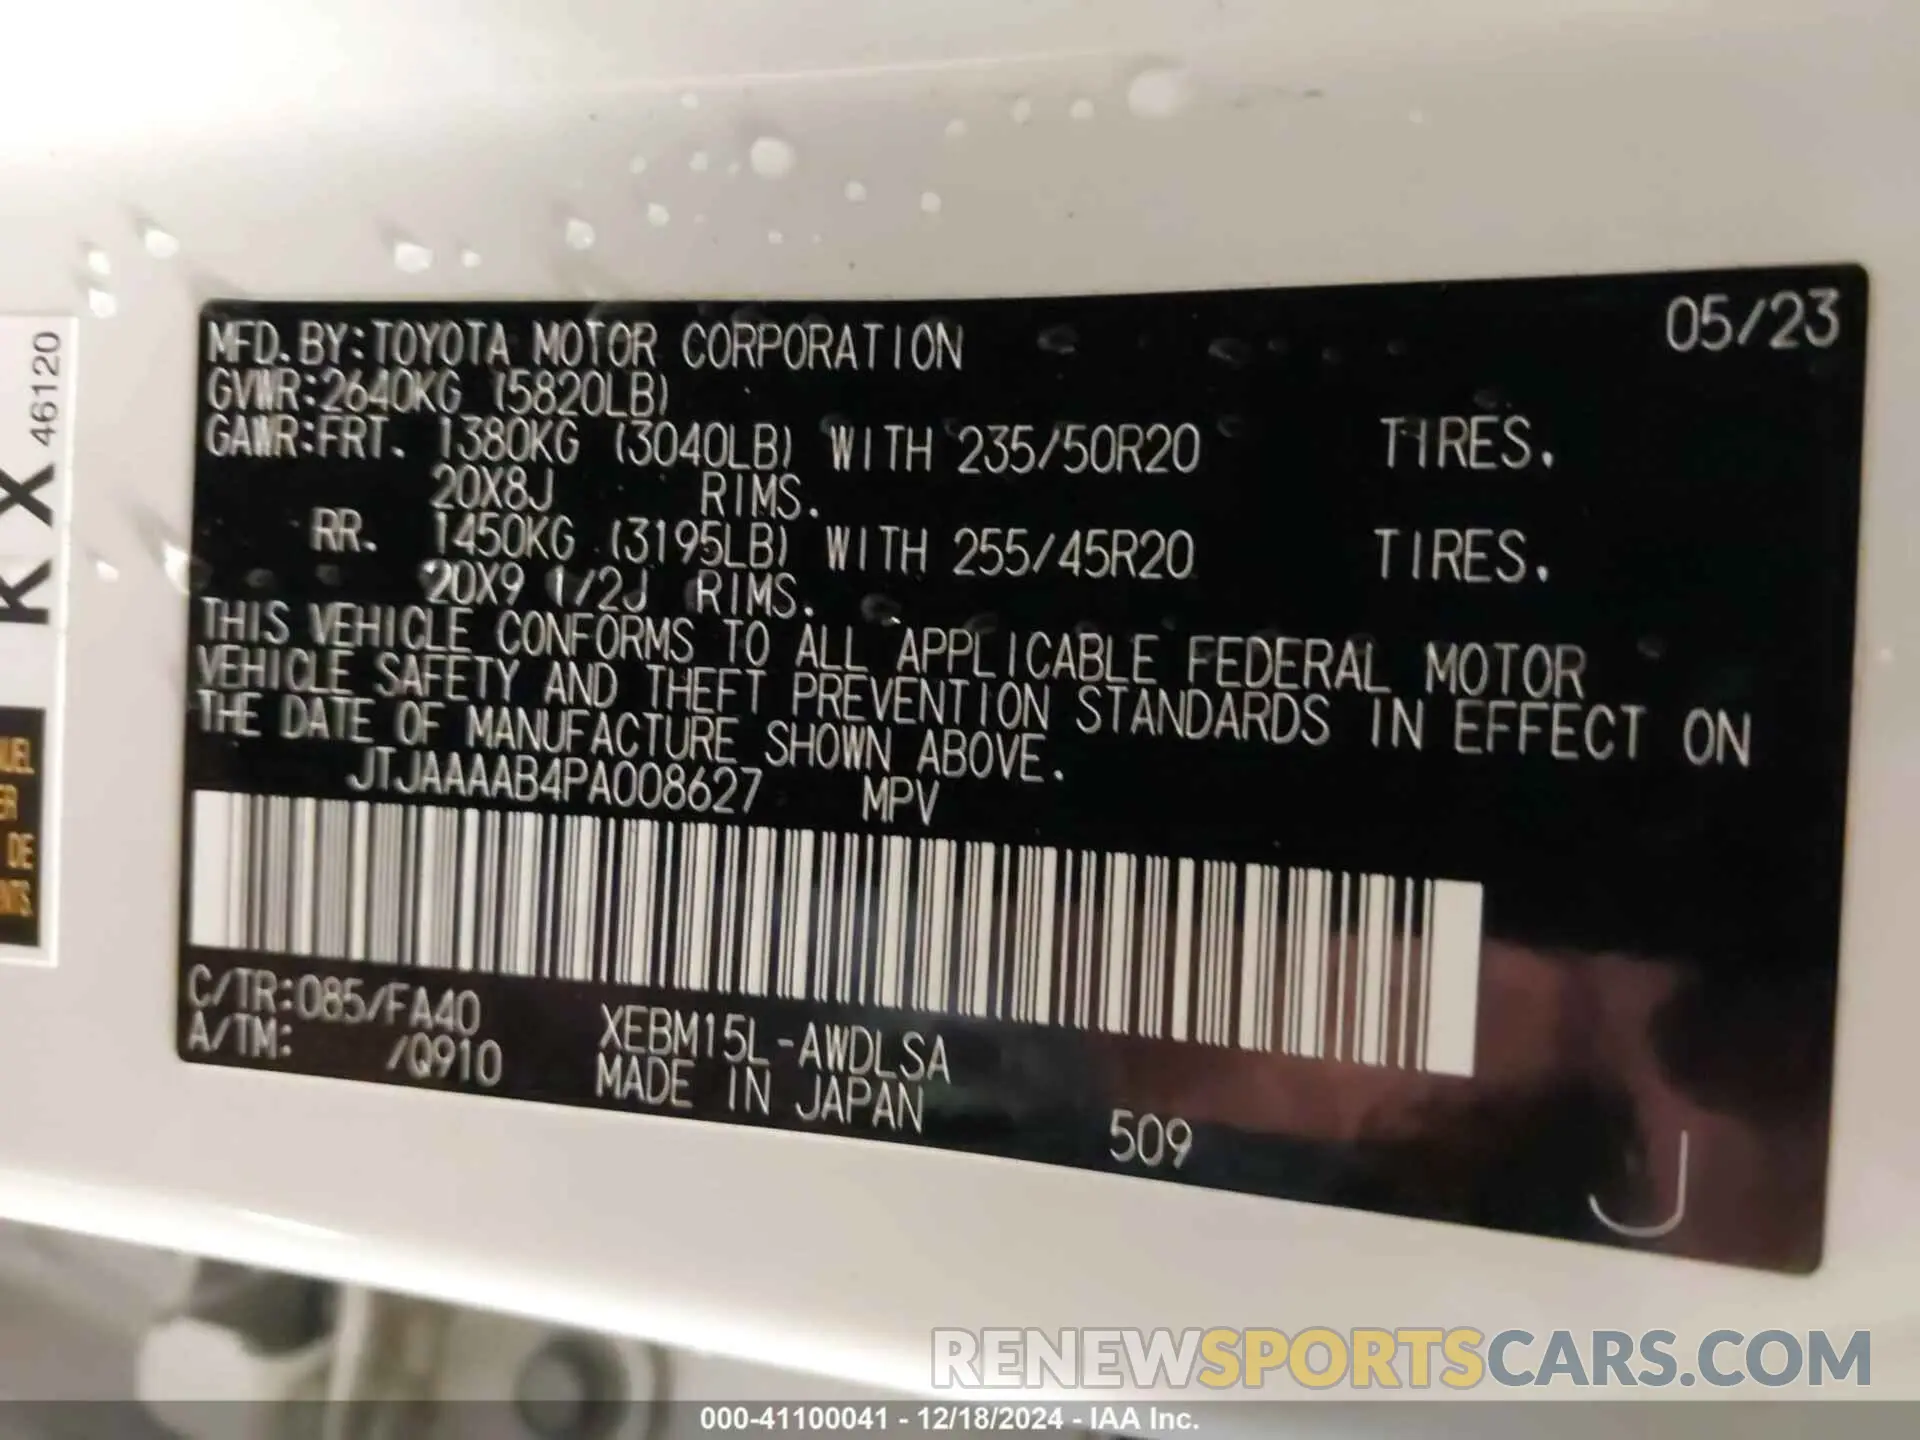 05/23
MFD.BY:TOYOTA MOTOR CORPORATION
GVWR:2640KG (5820LB)
GAWR:FRT. 1380KG (3040LB) WITH 235/50R20 TIRES.
20X8J RIMS.
RR. 1450KG (3195LB) WITH 255/45R20 TIRES.
20X9 1/2J RIMS.
THIS VEHICLE CONFORMS TO ALL APPLICABLE FEDERAL MOTOR
VEHICLE SAFETY AND THEFT PREVENTION STANDARDS IN EFFECT ON
THE DATE OF MANUFACTURE SHOWN ABOVE.
JTJAAAAB4PA008627 MPV
C/TR:085/FA40 XEBM15L-AWDLSA
A/TM: /Q910 MADE IN JAPAN
509
J
KX 46120
DE
RENEWSPORTSCARS.COM
000-41100041 - 12/18/2024 - IAA Inc.